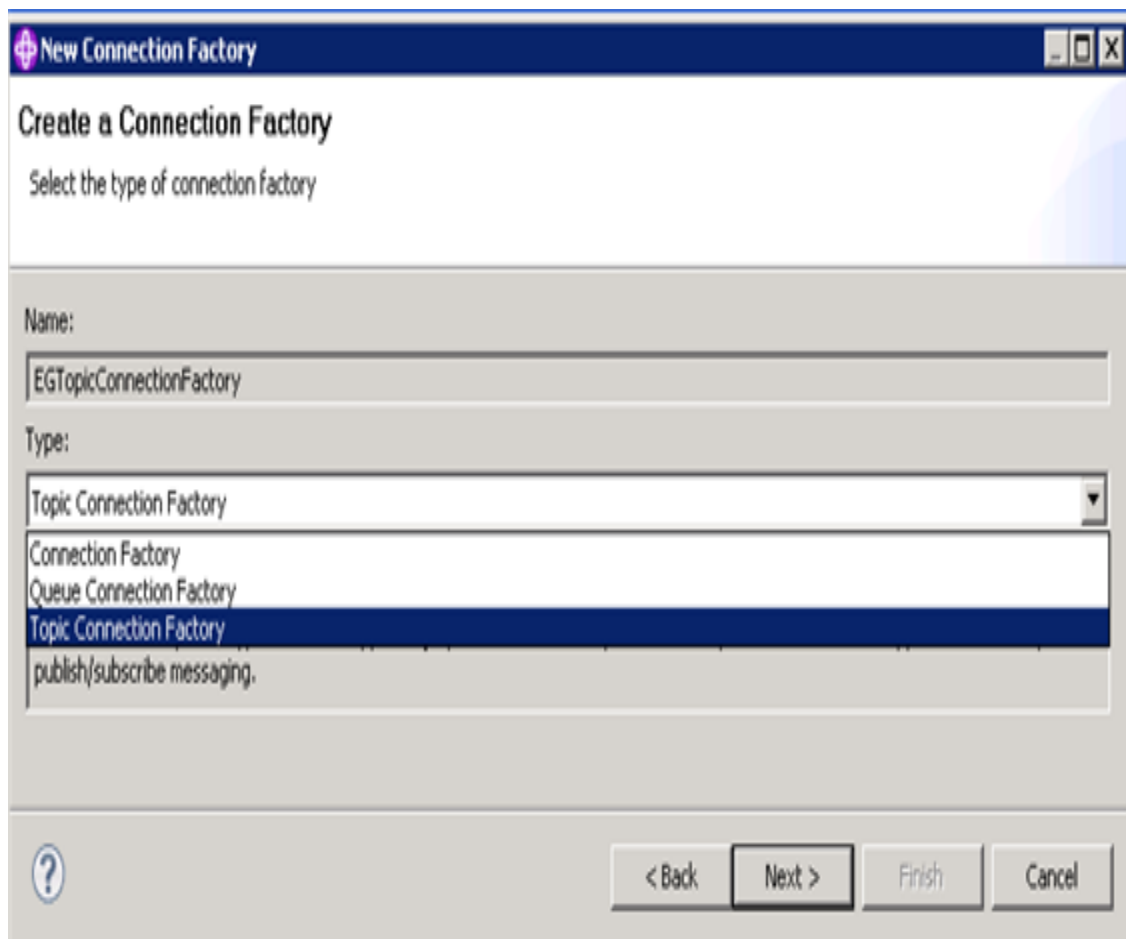 New Connection Factory
Create a Connection Factory
Select the type of connection factory
Name:
EGTopicConnectionFactory
Type:
Topic Connection Factory
Connection Factory
Queue Connection Factory
Topic Connection Factory
publish/subscribe messaging.
?
< Back
Next >
Finish
Cancel